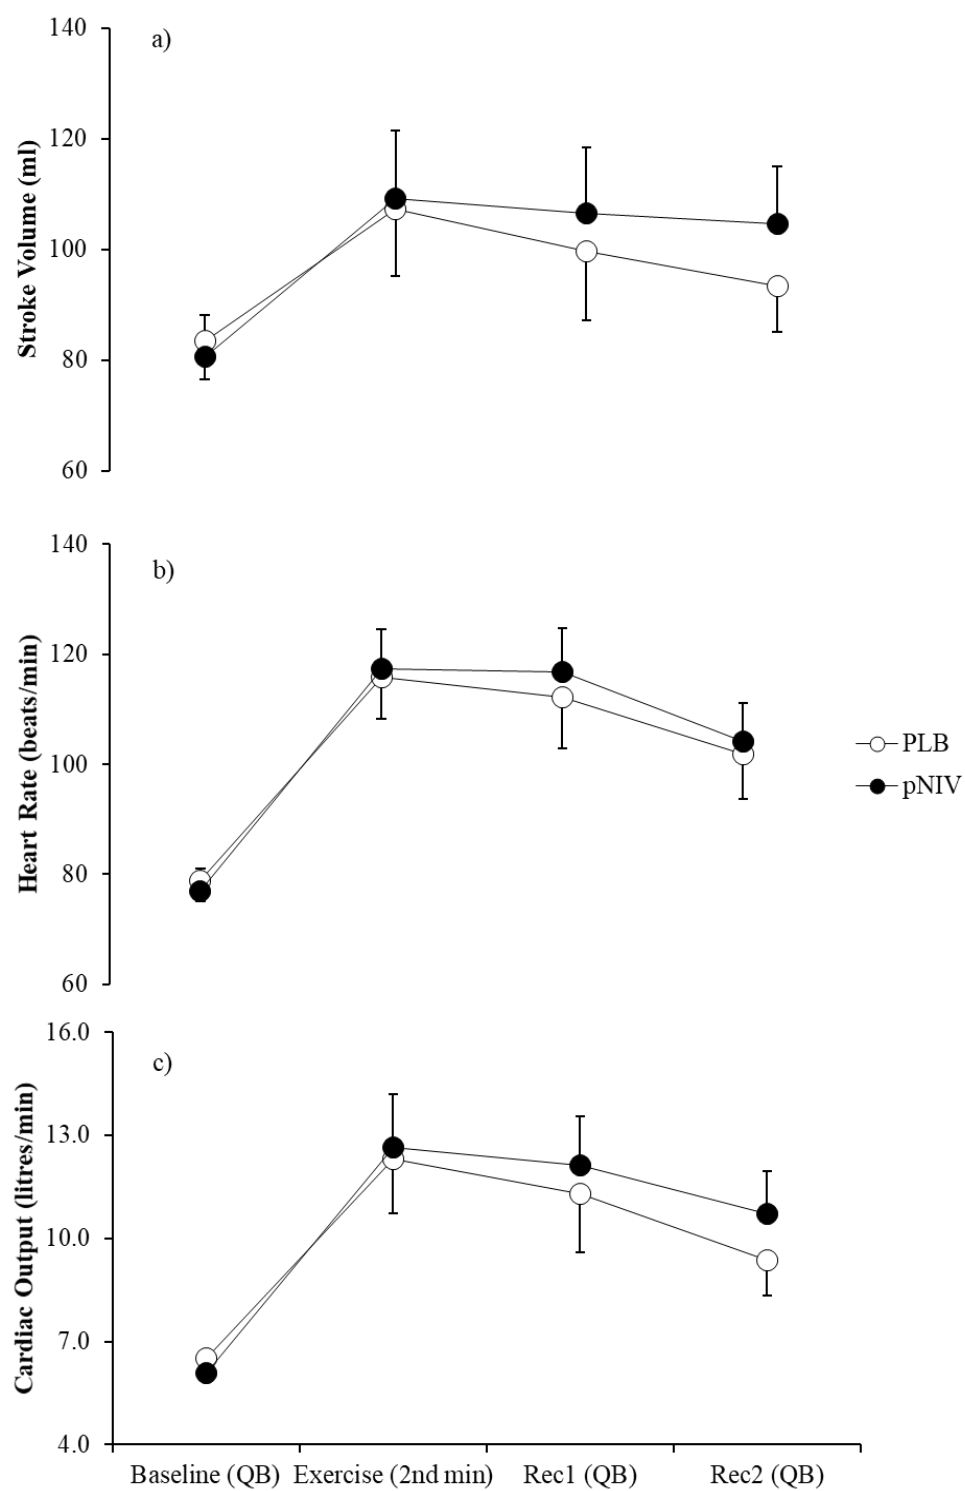 a)
Stroke Volume (ml)
140
120
100
80
60
b)
Heart Rate (beats/min)
140
120
100
80
60
PLB
pNIV
c)
Cardiac Output (litres/min)
16.0
13.0
10.0
7.0
4.0
Baseline (QB) Exercise (2nd min) Rec1 (QB) Rec2 (QB)